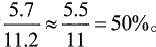 5.7/11.2 ≈ 5.5/11 = 50%。